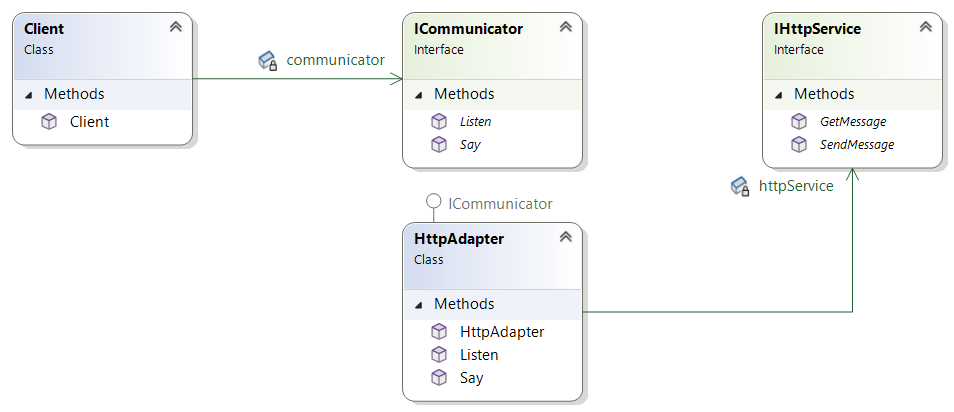 Client
Class
Methods
Client
communicator
ICommunicator
Interface
Methods
Listen
Say
IHttpService
Interface
Methods
GetMessage
SendMessage
httpService
ICommunicator
HttpAdapter
Class
Methods
HttpAdapter
Listen
Say